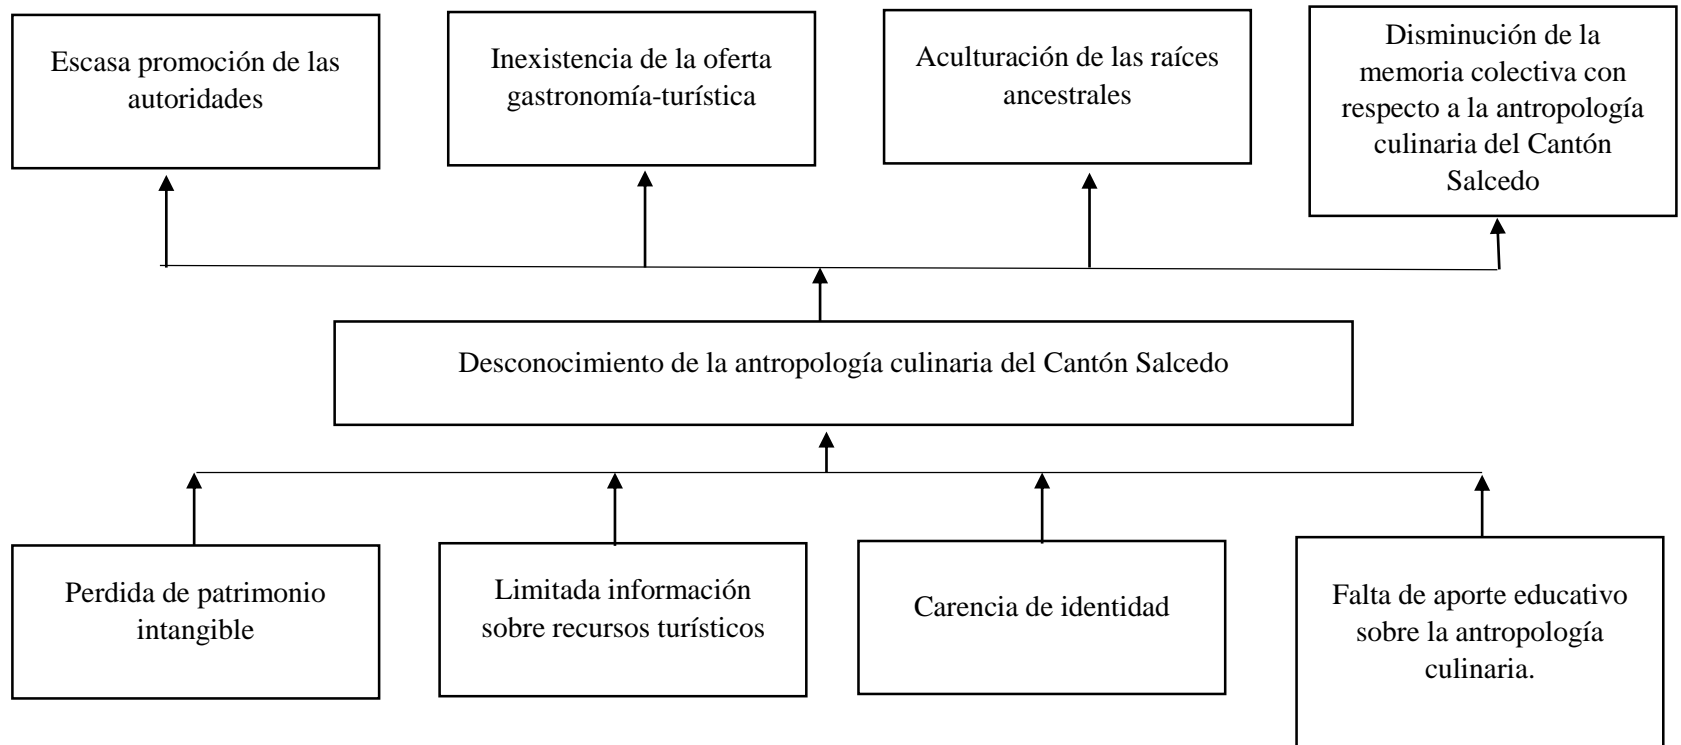 Escasa promoción de las
autoridades
Inexistencia de la oferta
gastronomía-turística
Aculturación de las raíces
ancestrales
Disminución de la
memoria colectiva con
respecto a la antropología
culinaria del Cantón
Salcedo
Desconocimiento de la antropología culinaria del Cantón Salcedo
Perdida de patrimonio
intangible
Limitada información
sobre recursos turísticos
Carencia de identidad
Falta de aporte educativo
sobre la antropología
culinaria.